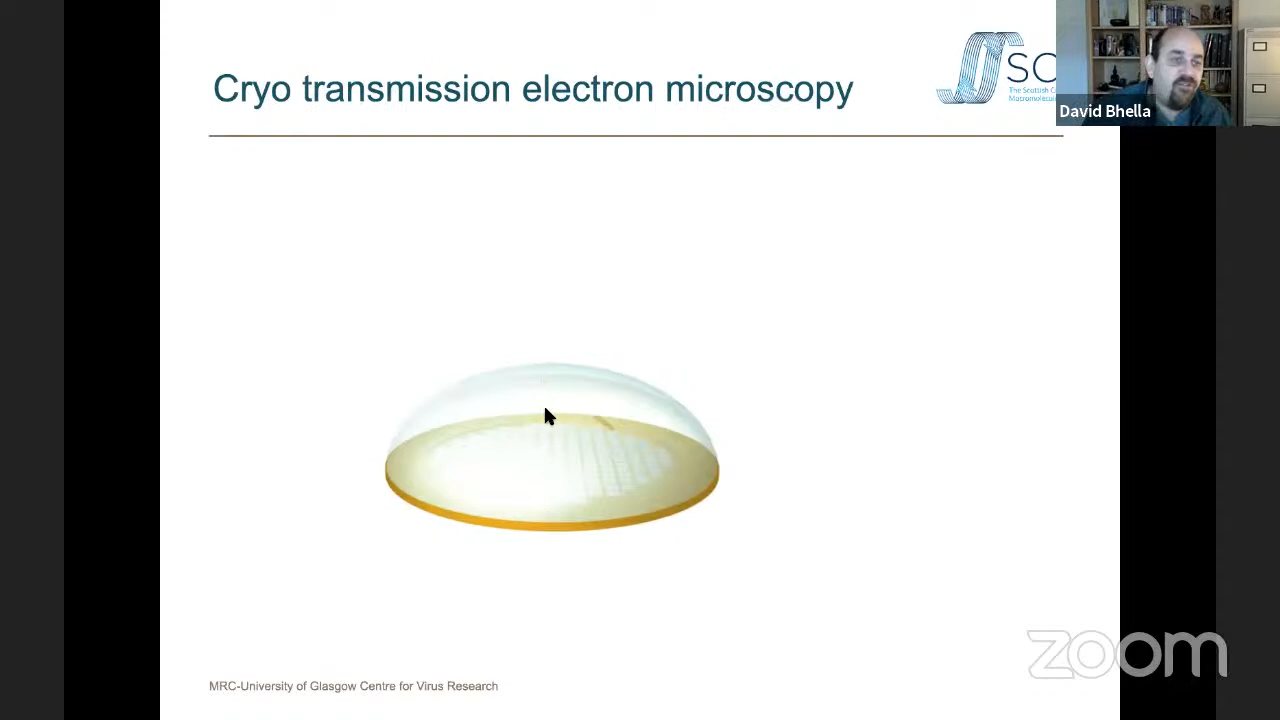 Cryo transmission electron microscopy
SC
The Scottish C
Macromolecu
David Bhella
MRC-University of Glasgow Centre for Virus Research
zoom